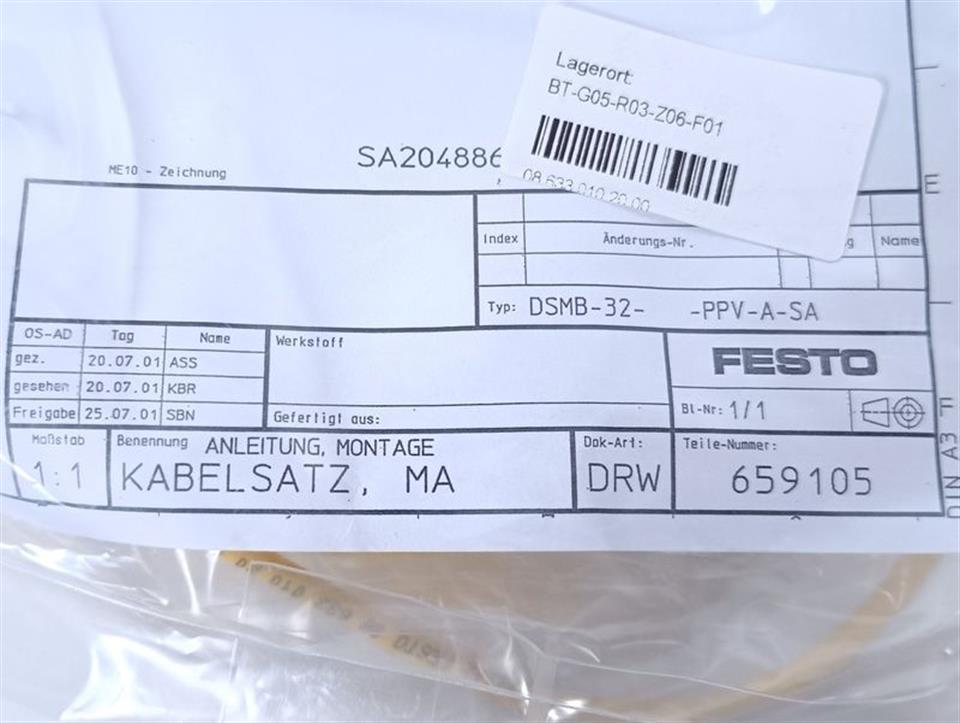 Lagerort:
BT-G05-R03-Z06-F01
08.633.010.20.00
ME10 - Zeichnung
SA204886
E
Index Änderungs-Nr. Name
Typ: DSMB-32- -PPV-A-SA
OS-AD Tag Name
gez. 20.07.01 ASS
gesehen 20.07.01 KBR
Freigabe 25.07.01 SBN
Werkstoff
Gefertigt aus:
FESTO
Bl-Nr: 1/1
F
Maßstab
1:1
Benennung ANLEITUNG, MONTAGE
KABELSATZ, MA
Dok-Art:
DRW
Teile-Nummer:
659105
DIN A3